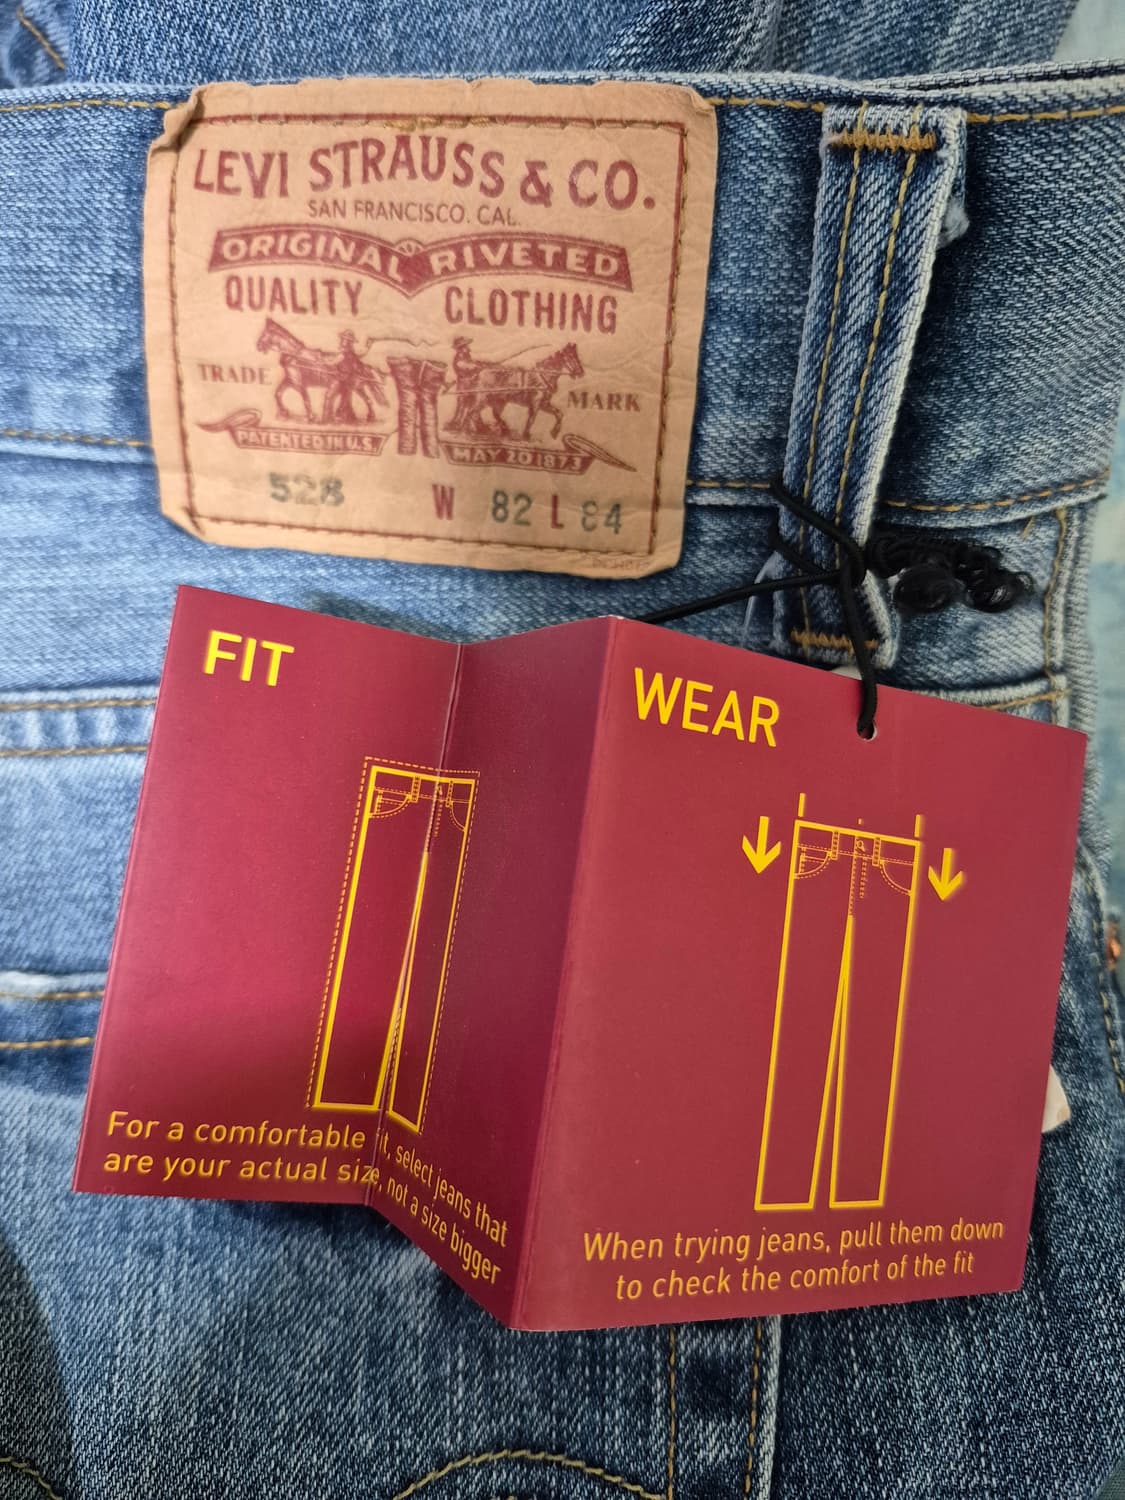 LEVI STRAUSS & CO.
SAN FRANCISCO. CAL.
ORIGINAL RIVETED
QUALITY CLOTHING
TRADE MARK
PATENTED IN U.S. MAY 20 1873
528 W 82 L 84
FIT
For a comfortable fit, select jeans that
are your actual size, not a size bigger
WEAR
When trying jeans, pull them down
to check the comfort of the fit